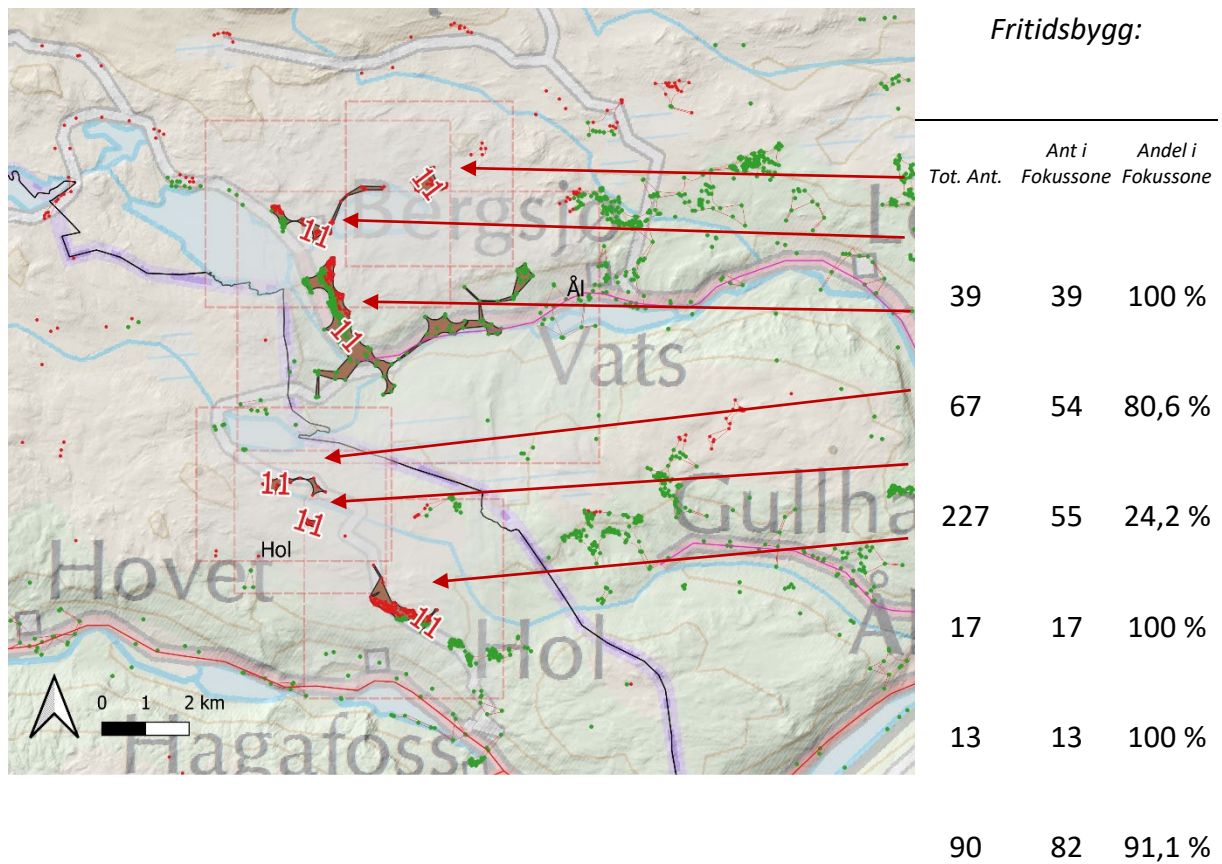 Fritidsbygg:
Ant i Andel i
Tot. Ant. Fokussone Fokussone
39 39 100 %
67 54 80,6 %
227 55 24,2 %
17 17 100 %
13 13 100 %
90 82 91,1 %
11
Bergsjø
11
Ål
11
Vats
11
Gullha
11
Hol
Hovet
11
Hol
Ål
0 1 2 km
Hagafoss